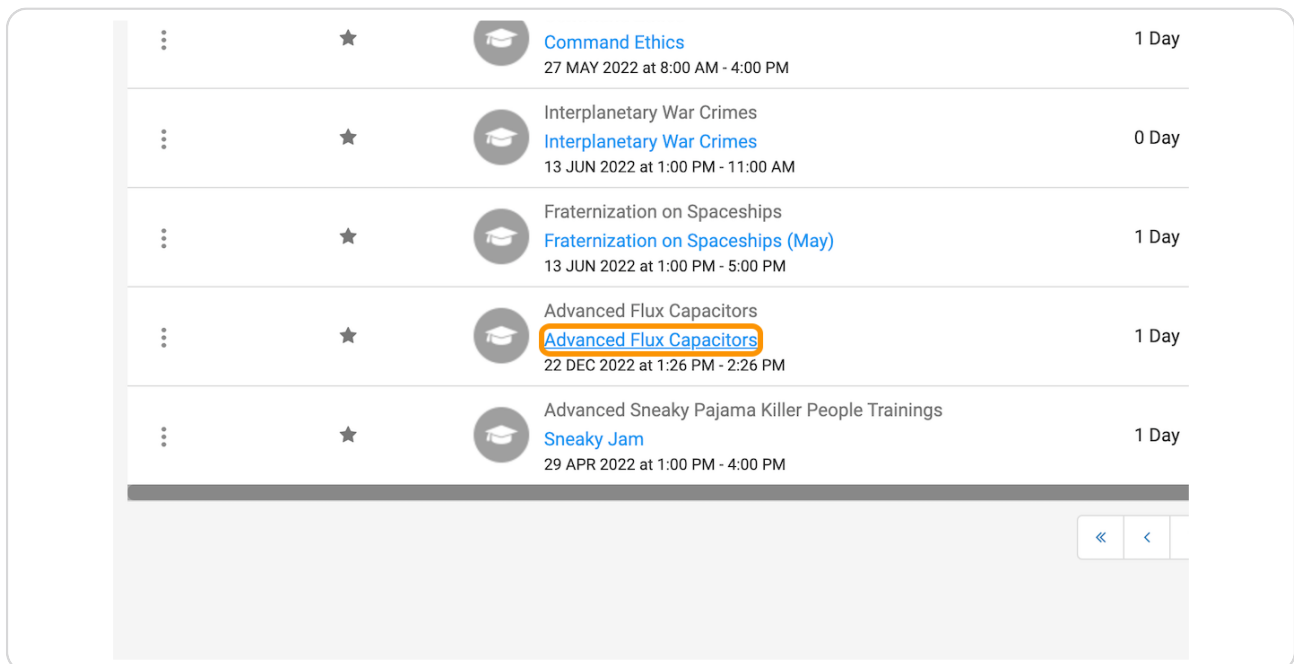 Command Ethics
1 Day
27 MAY 2022 at 8:00 AM - 4:00 PM
Interplanetary War Crimes
Interplanetary War Crimes
0 Day
13 JUN 2022 at 1:00 PM - 11:00 AM
Fraternization on Spaceships
Fraternization on Spaceships (May)
1 Day
13 JUN 2022 at 1:00 PM - 5:00 PM
Advanced Flux Capacitors
Advanced Flux Capacitors
1 Day
22 DEC 2022 at 1:26 PM - 2:26 PM
Advanced Sneaky Pajama Killer People Trainings
Sneaky Jam
1 Day
29 APR 2022 at 1:00 PM - 4:00 PM